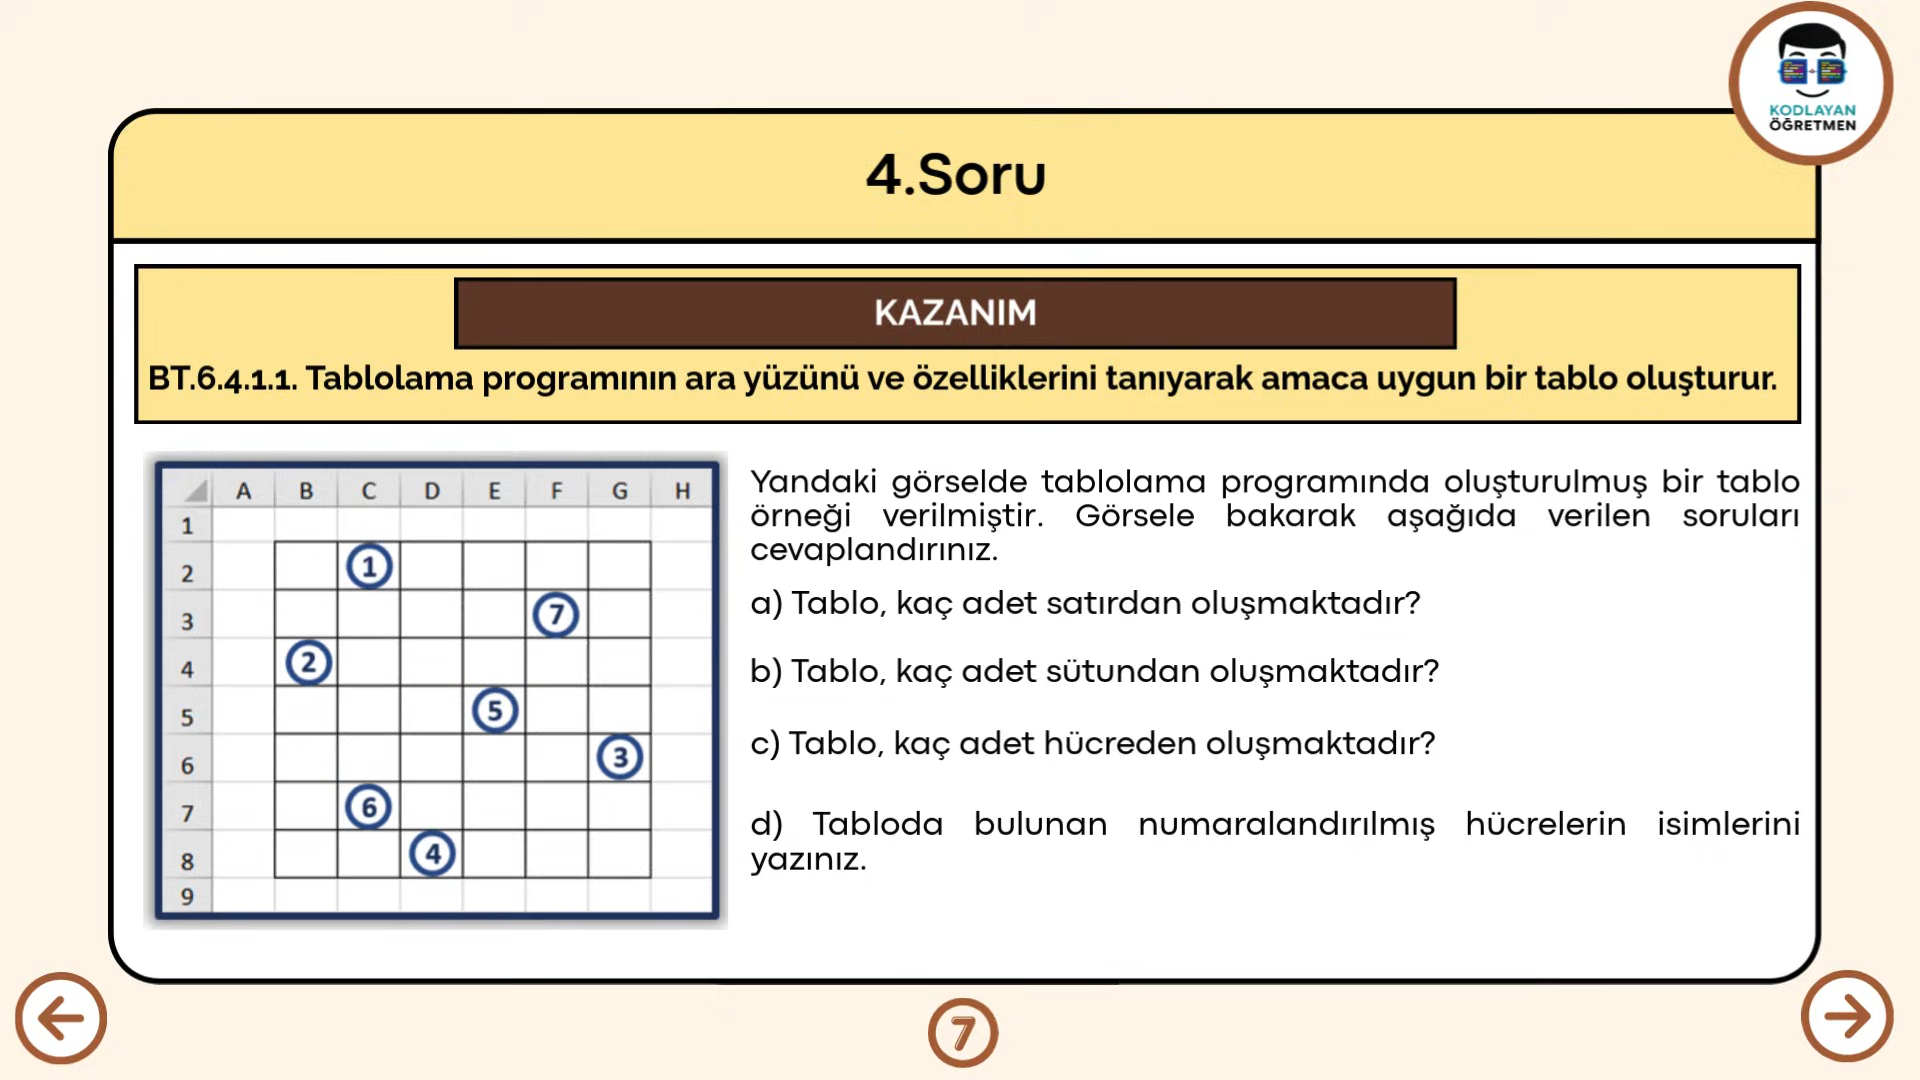 KODLAYAN
ÖĞRETMEN
4.Soru
KAZANIM
BT.6.4.1.1. Tablolama programının ara yüzünü ve özelliklerini tanıyarak amaca uygun bir tablo oluşturur.
A B C D E F G H
1
2 1
3 7
4 2
5 5
6 3
7 6
8 4
9
Yandaki görselde tablolama programında oluşturulmuş bir tablo
örneği verilmiştir. Görsele bakarak aşağıda verilen soruları
cevaplandırınız.
a) Tablo, kaç adet satırdan oluşmaktadır?
b) Tablo, kaç adet sütundan oluşmaktadır?
c) Tablo, kaç adet hücreden oluşmaktadır?
d) Tabloda bulunan numaralandırılmış hücrelerin isimlerini
yazınız.
7